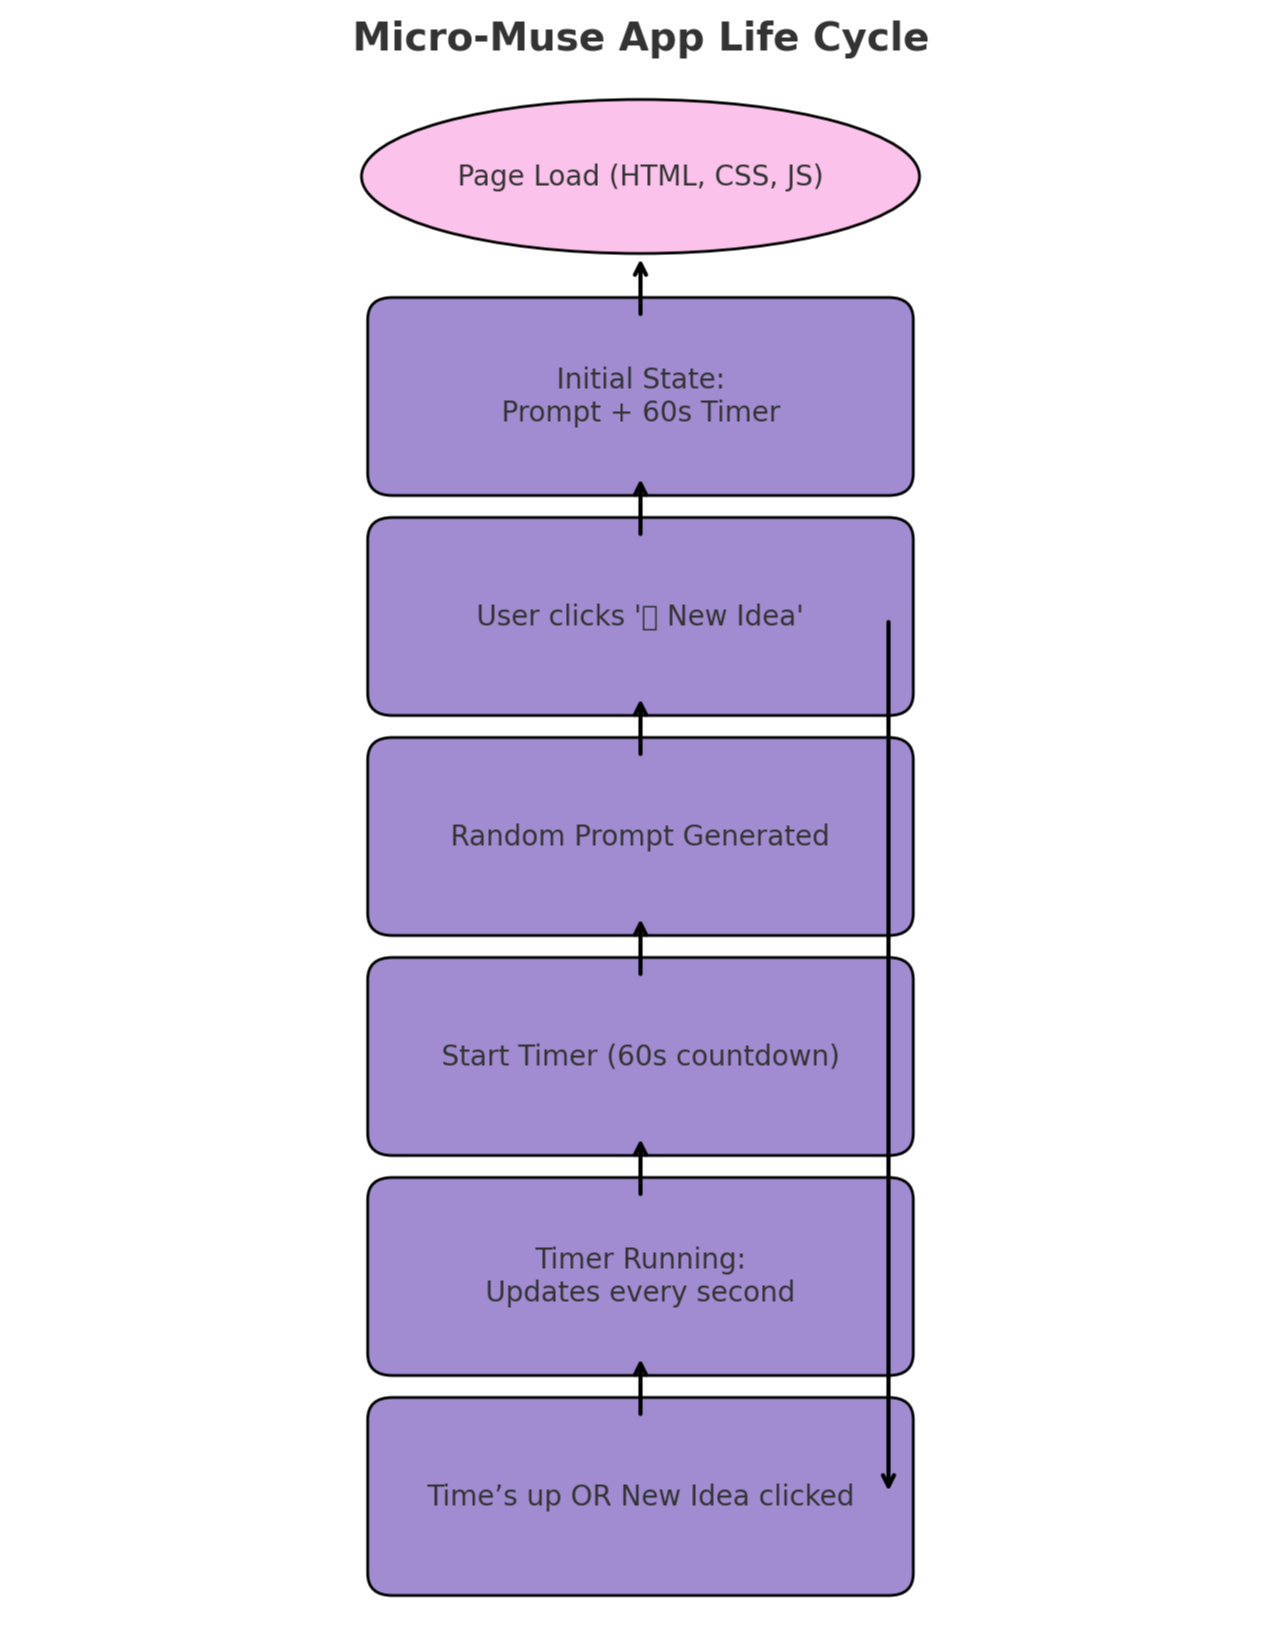 Micro-Muse App Life Cycle
Page Load (HTML, CSS, JS)
Initial State:
Prompt + 60s Timer
User clicks '▯ New Idea'
Random Prompt Generated
Start Timer (60s countdown)
Timer Running:
Updates every second
Time’s up OR New Idea clicked